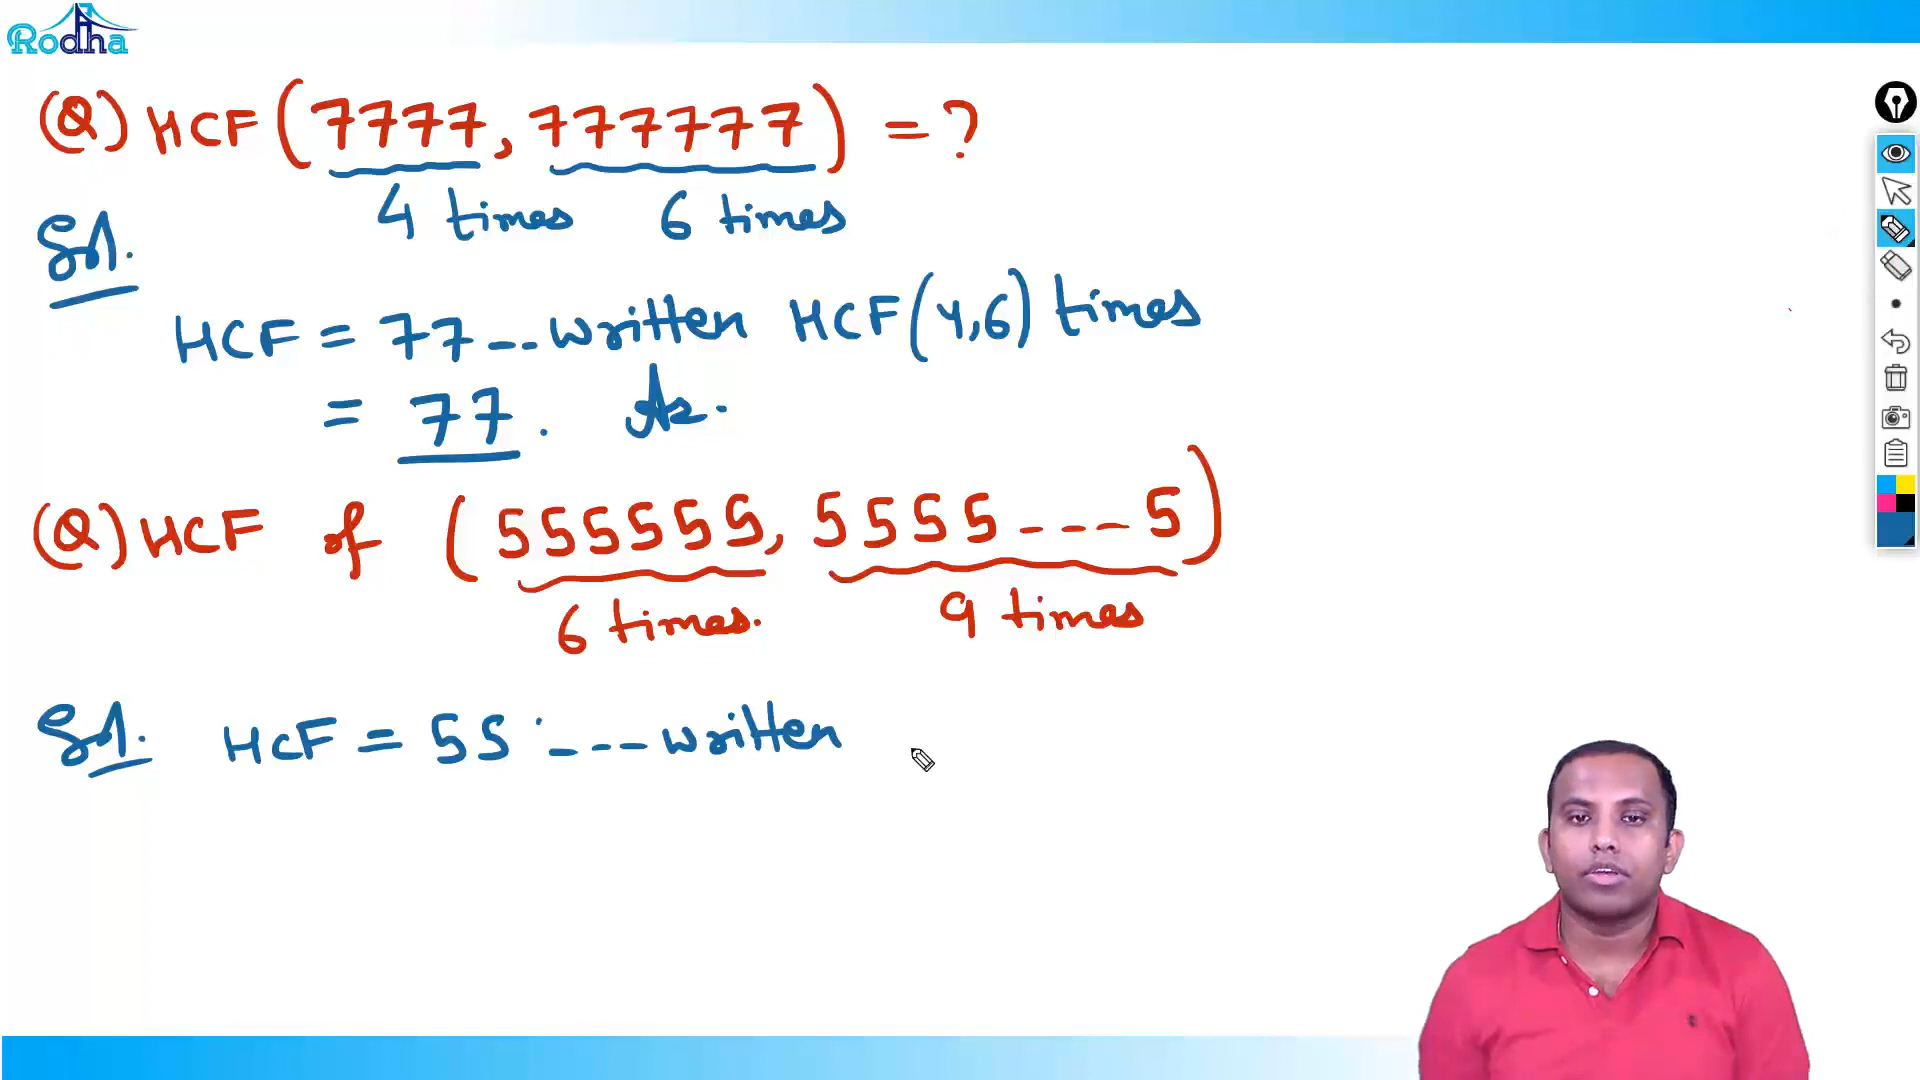 Rodha
(Q) HCF (7777, 777777) = ?
4 times 6 times
Sol.
HCF = 77 -- written HCF(4,6) times
= 77. Ans.
(Q) HCF of (555555, 5555----5)
6 times. 9 times
Sol. HCF = 55 --- written